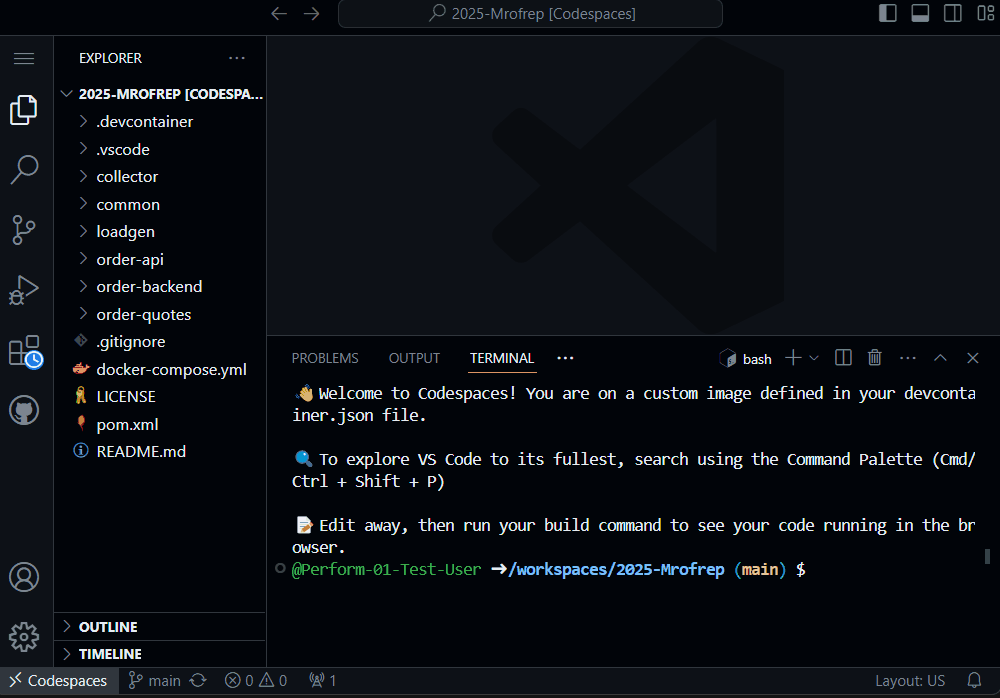 2025-Mrofrep [Codespaces]
EXPLORER
2025-MROFREP [CODESPA...
.devcontainer
.vscode
collector
common
loadgen
order-api
order-backend
order-quotes
.gitignore
docker-compose.yml
LICENSE
pom.xml
README.md
OUTLINE
TIMELINE
PROBLEMS OUTPUT TERMINAL ...
bash
👋 Welcome to Codespaces! You are on a custom image defined in your devconta
iner.json file.
🔍 To explore VS Code to its fullest, search using the Command Palette (Cmd/
Ctrl + Shift + P)
📝 Edit away, then run your build command to see your code running in the br
owser.
@Perform-01-Test-User ➜/workspaces/2025-Mrofrep (main) $
Codespaces main 0 0 1 Layout: US